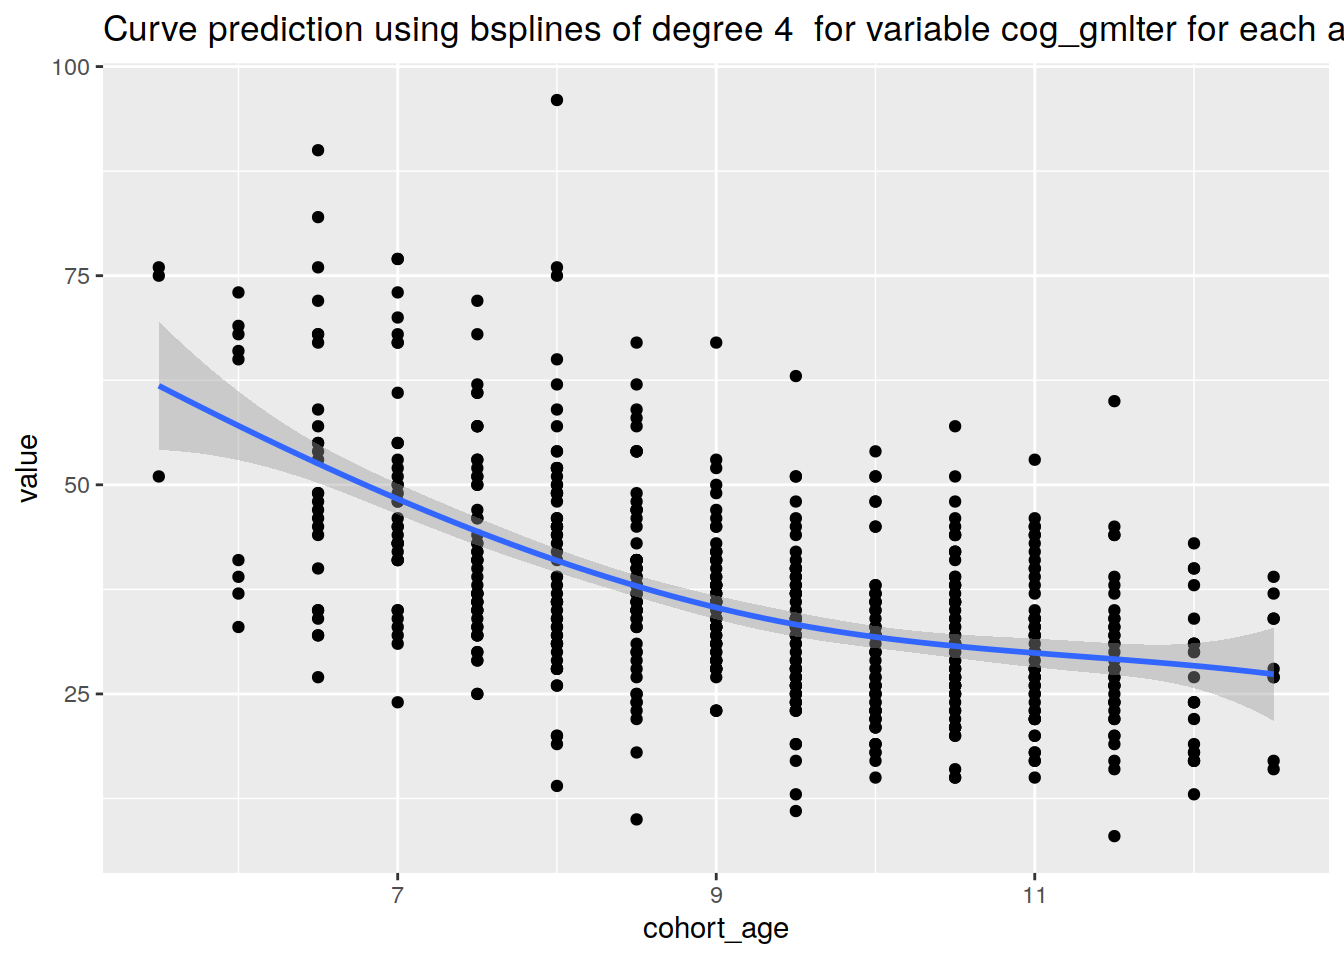 Curve prediction using bsplines of degree 4  for variable cog_gmlter for each a
100
75
50
25
value
7
9
11
cohort_age